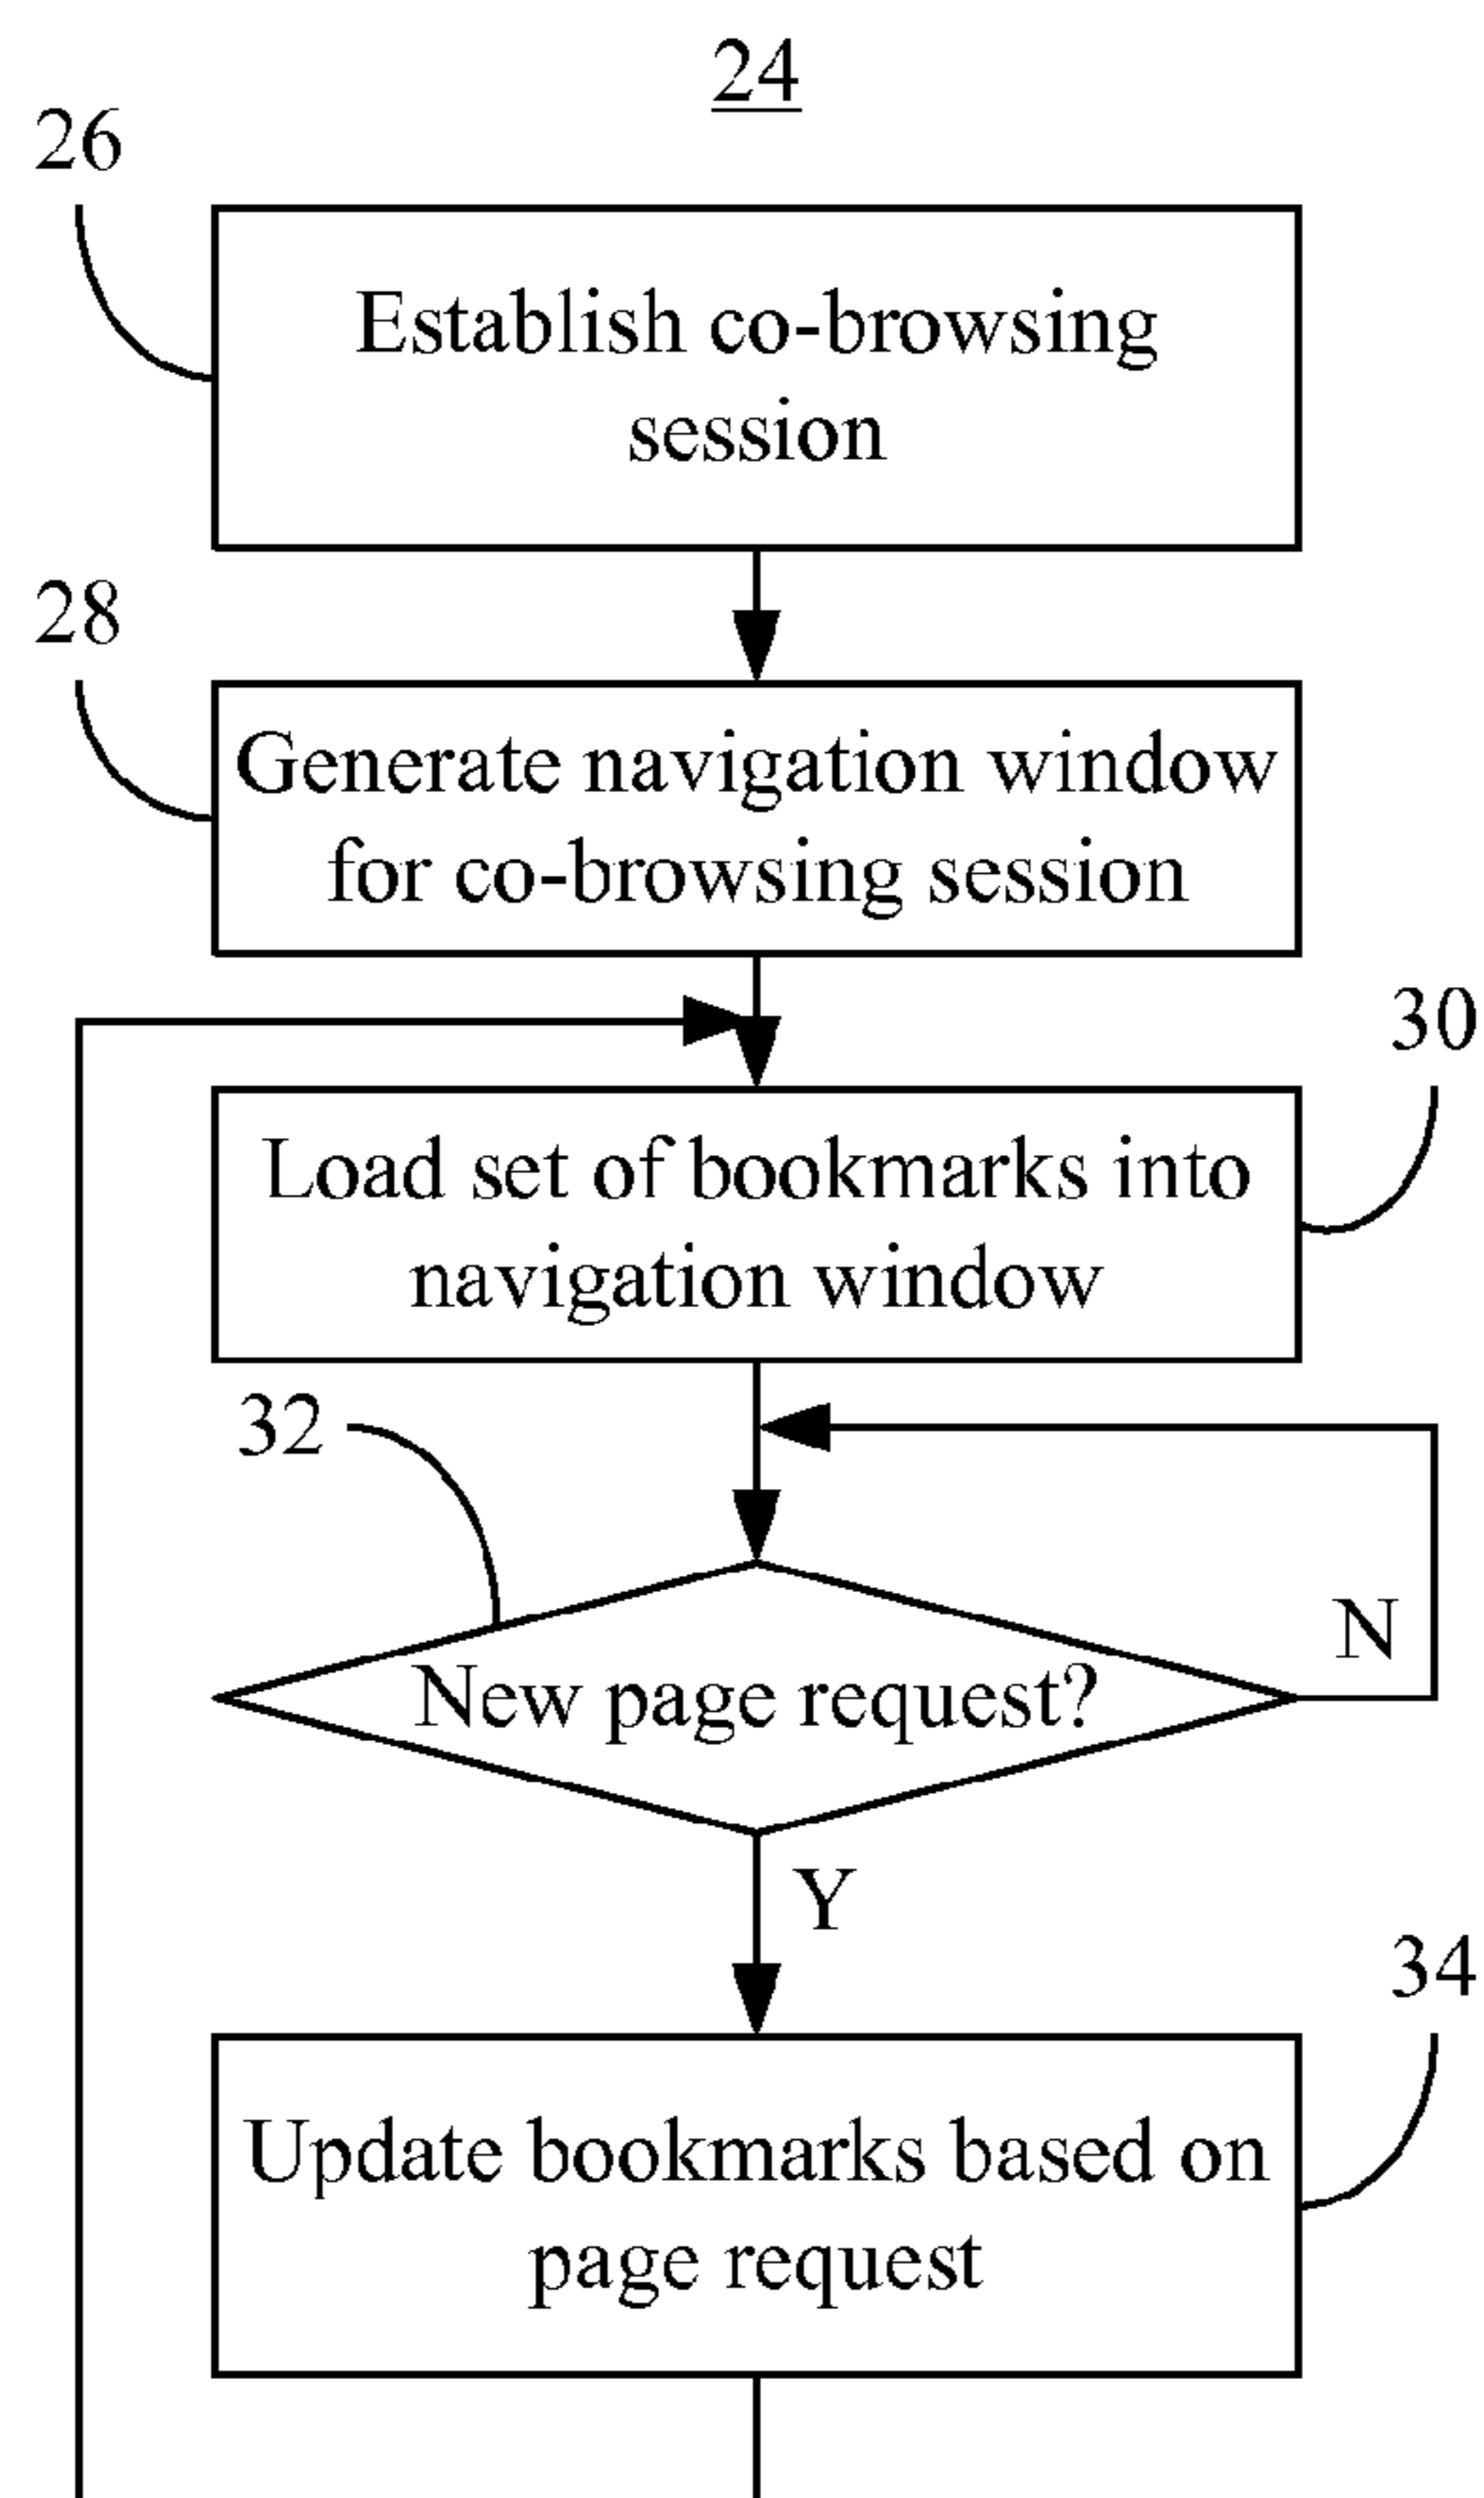 24
26
Establish co-browsing
session
28
Generate navigation window
for co-browsing session
30
Load set of bookmarks into
navigation window
32
N
New page request?
Y
34
Update bookmarks based on
page request